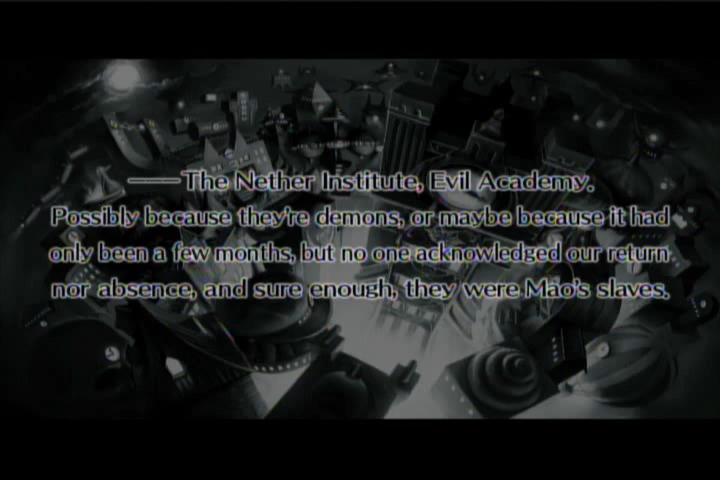 ——The Nether Institute, Evil Academy.
Possibly because they're demons, or maybe because it had
only been a few months, but no one acknowledged our return
nor absence, and sure enough, they were Mao's slaves.